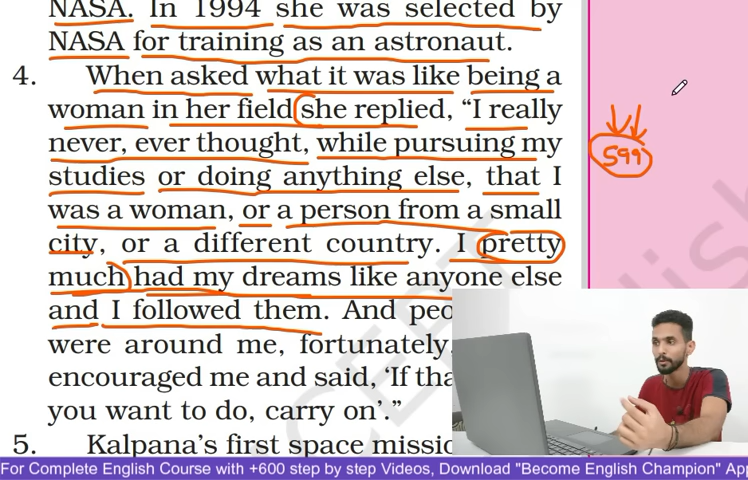 NASA. In 1994 she was selected by
NASA for training as an astronaut.
4. When asked what it was like being a
woman in her field she replied, "I really
never, ever thought, while pursuing my
studies or doing anything else, that I
was a woman, or a person from a small
city, or a different country. I pretty
much had my dreams like anyone else
and I followed them. And peo
were around me, fortunately,
encouraged me and said, 'If tha
you want to do, carry on'."
5. Kalpana's first space missio
599
For Complete English Course with +600 step by step Videos, Download "Become English Champion" App